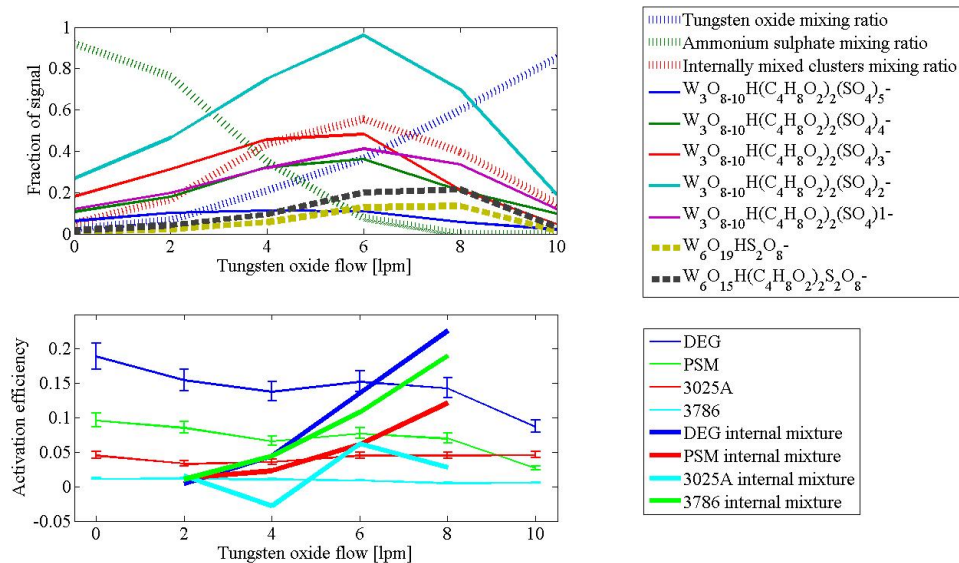 1
0.8
0.6
0.4
0.2
0
Fraction of signal
0 2 4 6 8 10
Tungsten oxide flow [lpm]
Tungsten oxide mixing ratio
Ammonium sulphate mixing ratio
Internally mixed clusters mixing ratio
W3O8-10H(C4H8O2)2(SO4)5-
W3O8-10H(C4H8O2)2(SO4)4-
W3O8-10H(C4H8O2)2(SO4)3-
W3O8-10H(C4H8O2)2(SO4)2-
W3O8-10H(C4H8O2)2(SO4)1-
W6O19HS2O8-
W6O15H(C4H8O2)2S2O8-
0.2
0.15
0.1
0.05
0
-0.05
Activation efficiency
0 2 4 6 8 10
Tungsten oxide flow [lpm]
DEG
PSM
3025A
3786
DEG internal mixture
PSM internal mixture
3025A internal mixture
3786 internal mixture